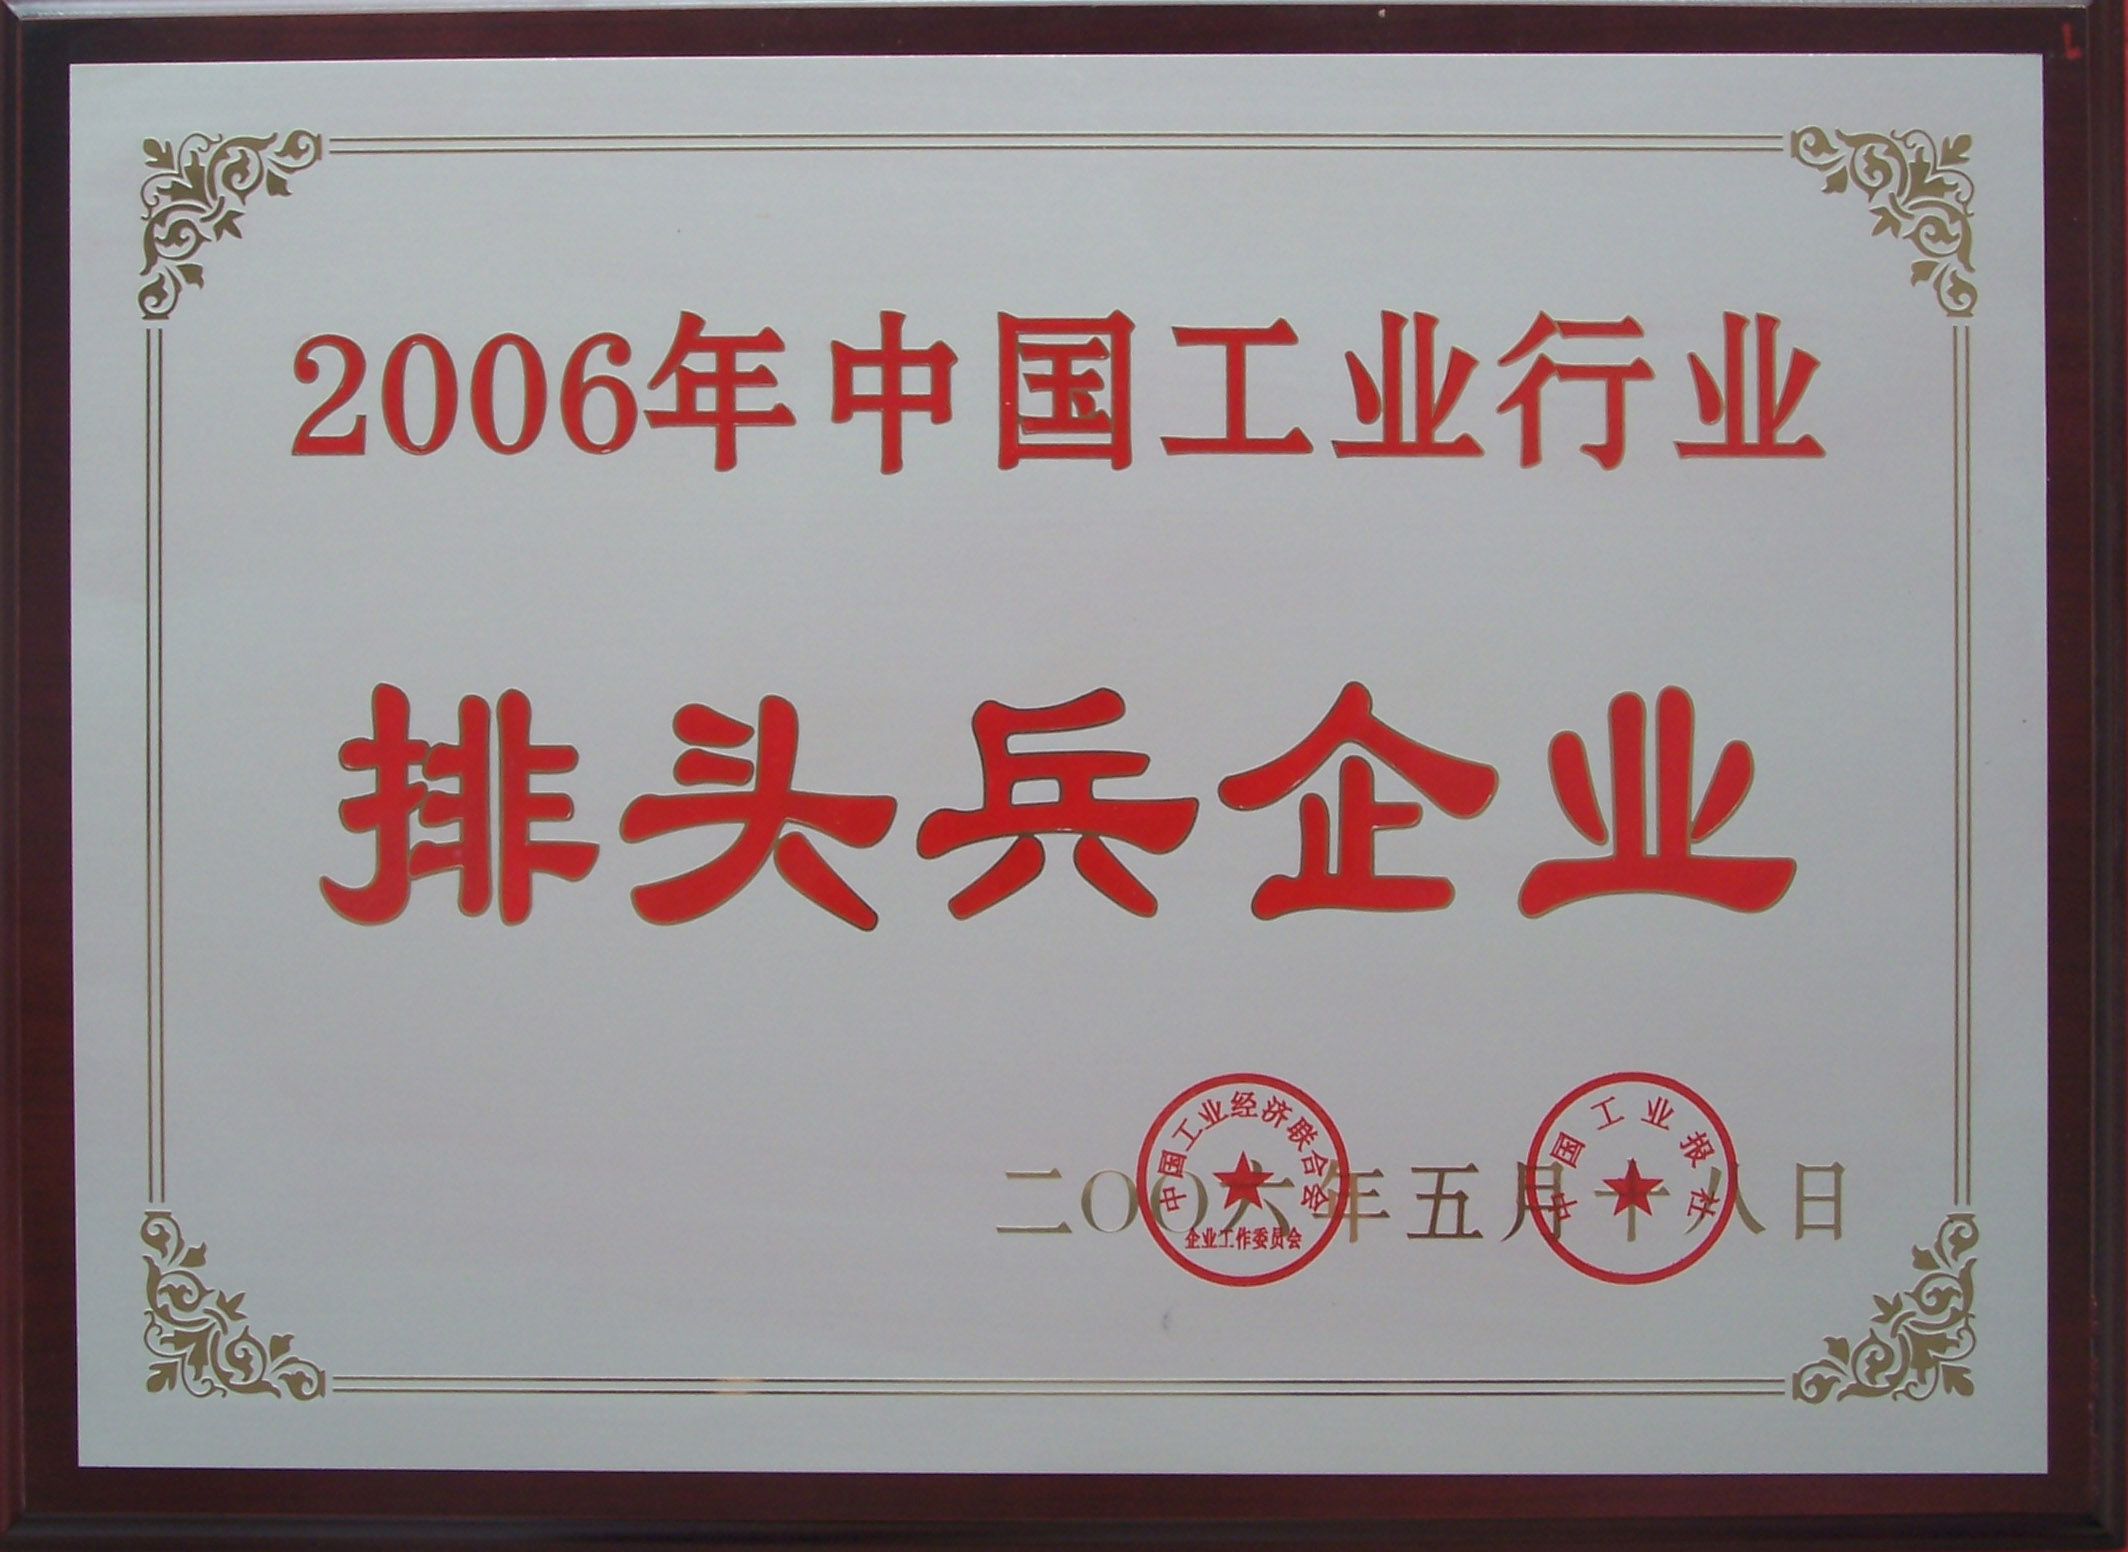 2006年中国工业行业
排头兵企业
中国工业经济联合会
企业工作委员会
中国工业报社
二〇〇六年五月十八日